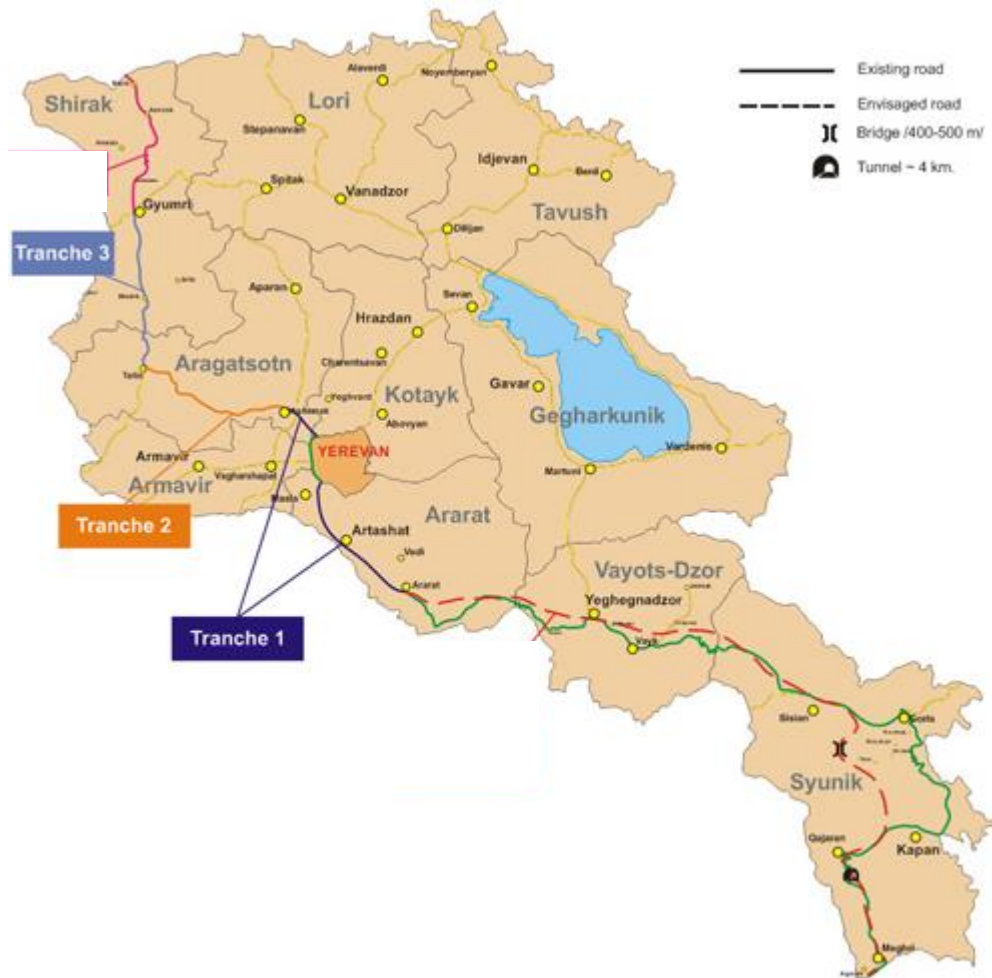 Existing road
Envisaged road
Bridge /400-500 m/
Tunnel ~ 4 km.
Shirak
Lori
Alaverdi
Noyemberyan
Stepanavan
Spitak
Vanadzor
Idjevan
Berd
Tavush
Gyumri
Dilijan
Tranche 3
Aparan
Sevan
Hrazdan
Charentsavan
Aragatsotn
Kotayk
Gavar
Gegharkunik
Talin
Yeghvard
Abovyan
YEREVAN
Armavir
Vagharshapat
Armavir
Masis
Martuni
Vardenis
Tranche 2
Artashat
Ararat
Vedi
Ararat
Vayots-Dzor
Yeghegnadzor
Vayk
Tranche 1
Sisian
Goris
Syunik
Qajaran
Kapan
Meghri